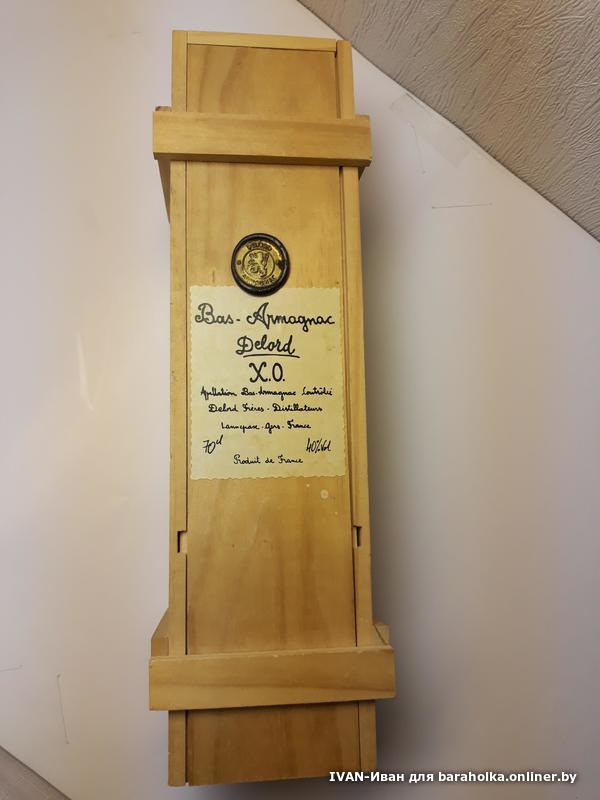 Bas-Armagnac
Delord
X.O.
Appellation Bas-Armagnac Contrôlée
Delord Frères - Distillateurs
Lannepax - Gers - France
70cl 40%Vol
Produit de France
IVAN-Иван для baraholka.onliner.by